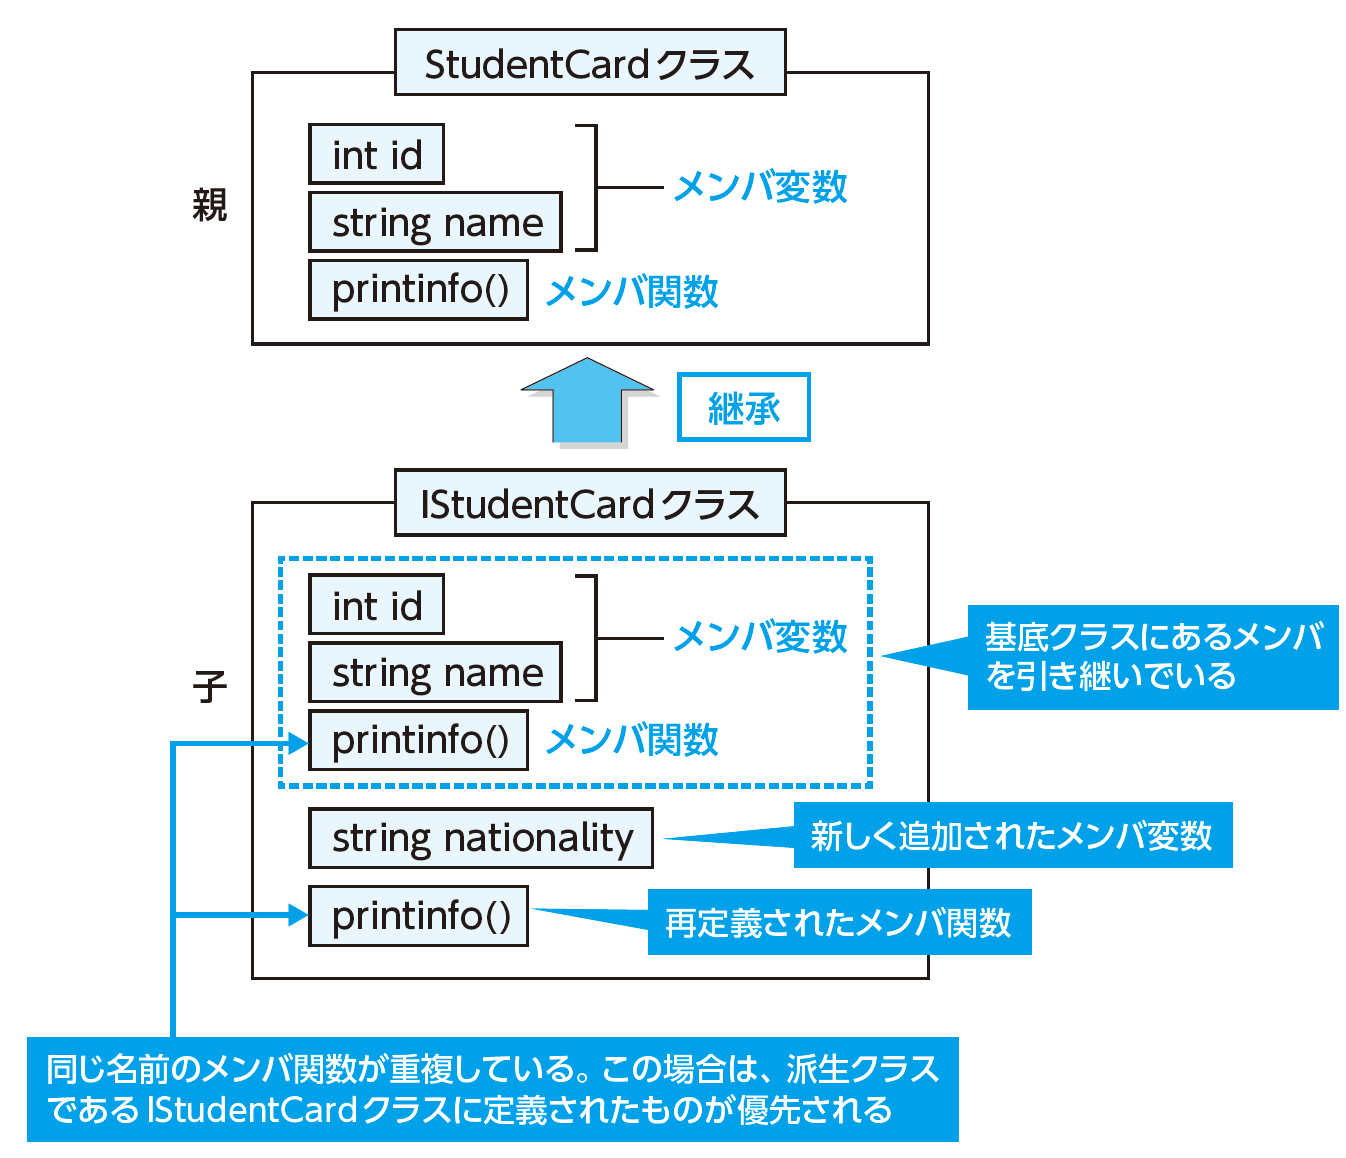 StudentCardクラス
int id
string name
メンバ変数
printinfo()
メンバ関数
親
継承
IStudentCardクラス
int id
string name
メンバ変数
printinfo()
メンバ関数
子
基底クラスにあるメンバ
を引き継いでいる
string nationality
新しく追加されたメンバ変数
printinfo()
再定義されたメンバ関数
同じ名前のメンバ関数が重複している。この場合は、派生クラス
であるIStudentCardクラスに定義されたものが優先される